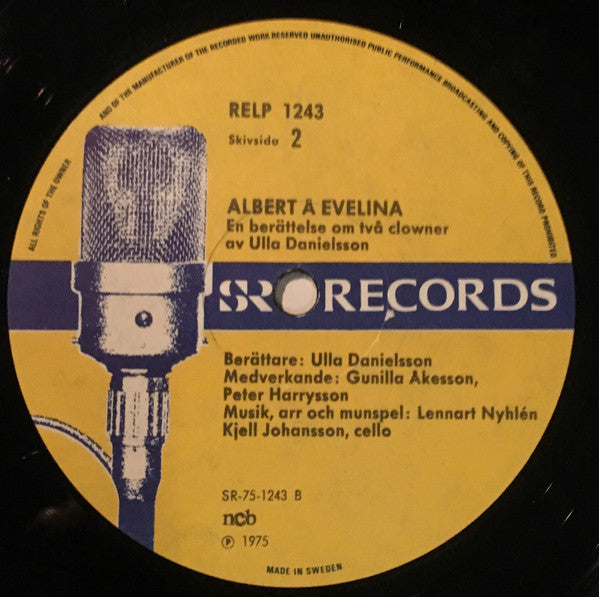 ALL RIGHTS OF THE OWNER AND OF THE MANUFACTURER OF THE RECORDED WORK RESERVED UNAUTHORISED PUBLIC PERFORMANCE BROADCASTING AND COPYING OF THIS RECORD PROHIBITED
RELP 1243
Skivsida 2
ALBERT Å EVELINA
En berättelse om två clowner
av Ulla Danielsson
SR RECORDS
Berättare: Ulla Danielsson
Medverkande: Gunilla Åkesson,
Peter Harrysson
Musik, arr och munspel: Lennart Nyhlén
Kjell Johansson, cello
SR-75-1243 B
ncb
℗ 1975
MADE IN SWEDEN